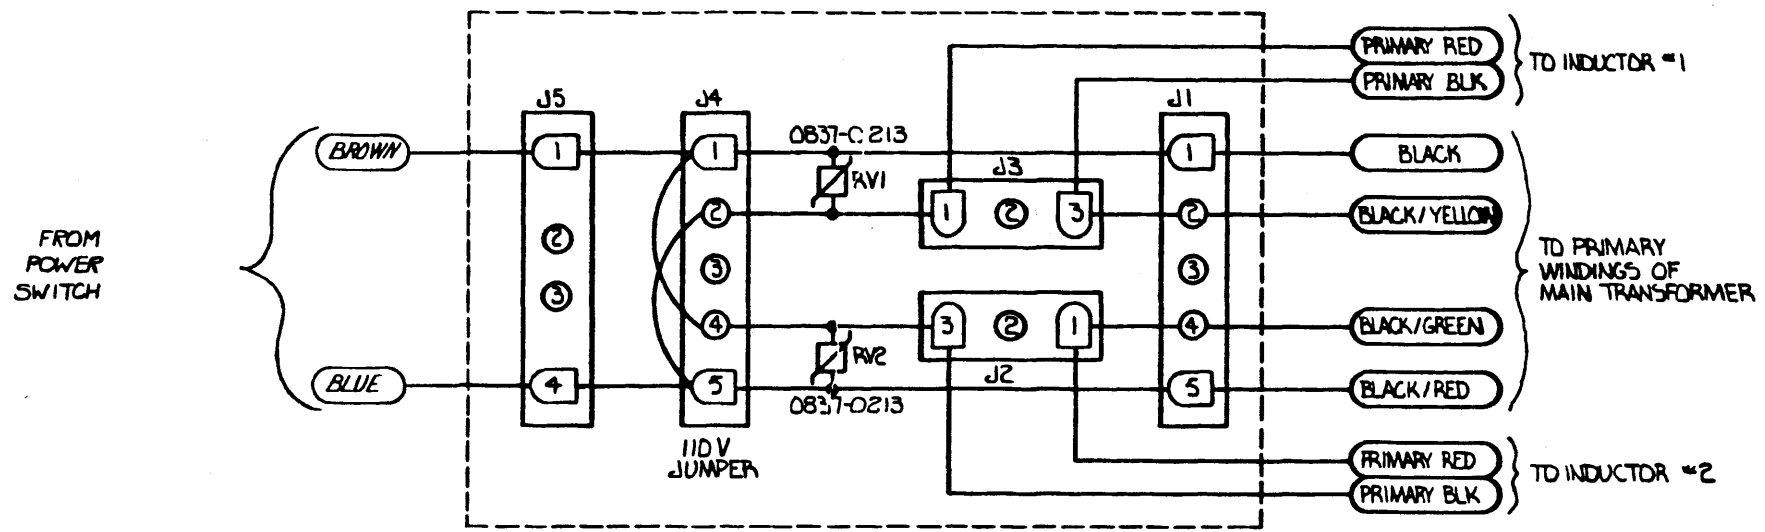 PRIMARY RED
PRIMARY BLK
TO INDUCTOR #1
J5
J4
J1
0837-0213
BROWN
1
1
1
BLACK
RV1
J3
2
1
2
3
2
BLACK/YELLOW
FROM
POWER
SWITCH
2
3
3
3
TO PRIMARY
WINDINGS OF
MAIN TRANSFORMER
4
3
2
1
4
BLACK/GREEN
RV2
J2
BLUE
4
5
5
BLACK/RED
0837-0213
110V
JUMPER
PRIMARY RED
PRIMARY BLK
TO INDUCTOR #2